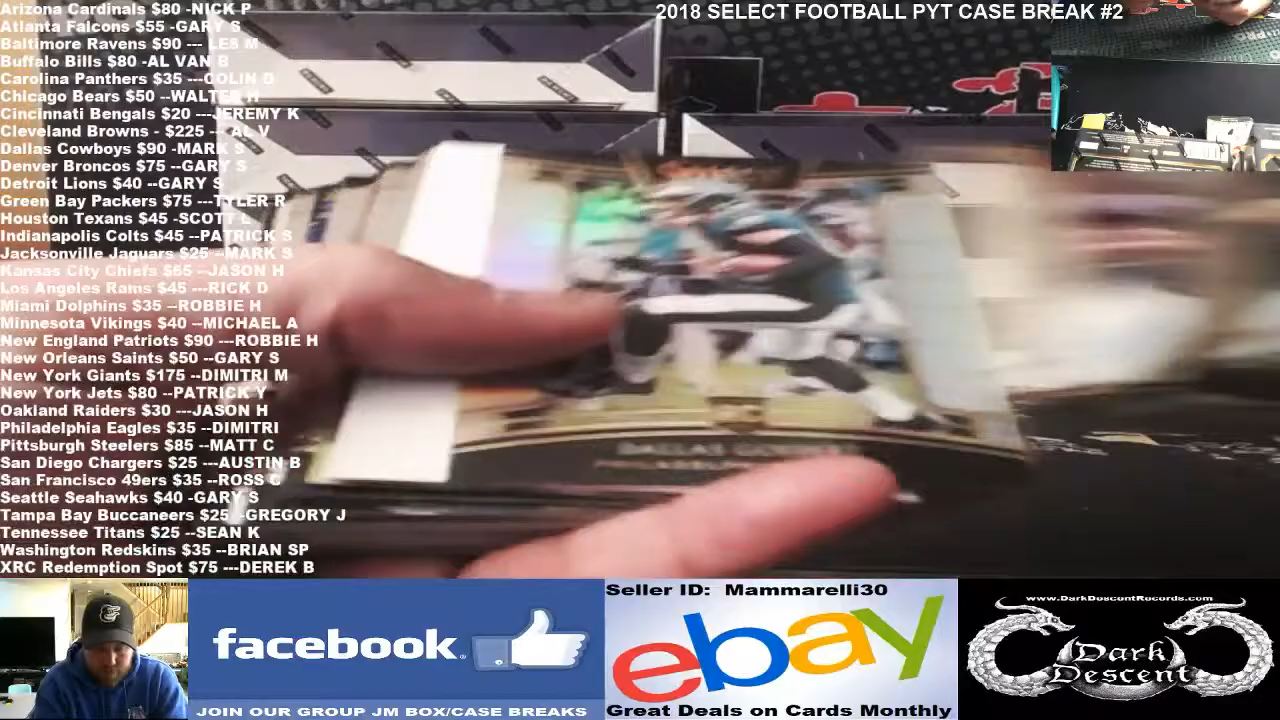 Arizona Cardinals $80 -NICK P
Atlanta Falcons $55 -GARY S
Baltimore Ravens $90 --- LES M
Buffalo Bills $80 -AL VAN B
Carolina Panthers $35 ---COLIN D
Chicago Bears $50 --WALTER H
Cincinnati Bengals $20 ---JEREMY K
Cleveland Browns - $225 --- AL V
Dallas Cowboys $90 -MARK S
Denver Broncos $75 --GARY S
Detroit Lions $40 --GARY S
Green Bay Packers $75 ---TYLER R
Houston Texans $45 -SCOTT L
Indianapolis Colts $45 --PATRICK S
Jacksonville Jaguars $25 --MARK S
Kansas City Chiefs $65 --JASON H
Los Angeles Rams $45 ---RICK D
Miami Dolphins $35 --ROBBIE H
Minnesota Vikings $40 --MICHAEL A
New England Patriots $90 ---ROBBIE H
New Orleans Saints $50 --GARY S
New York Giants $175 --DIMITRI M
New York Jets $80 --PATRICK Y
Oakland Raiders $30 ---JASON H
Philadelphia Eagles $35 --DIMITRI
Pittsburgh Steelers $85 --MATT C
San Diego Chargers $25 ---AUSTIN B
San Francisco 49ers $35 --ROSS C
Seattle Seahawks $40 -GARY S
Tampa Bay Buccaneers $25 -GREGORY J
Tennessee Titans $25 --SEAN K
Washington Redskins $35 --BRIAN SP
XRC Redemption Spot $75 ---DEREK B
2018 SELECT FOOTBALL PYT CASE BREAK #2
DALLAS
facebook.
JOIN OUR GROUP JM BOX/CASE BREAKS
Seller ID: Mammarelli30
ebay
Great Deals on Cards Monthly
www.DarkDescentRecords.com
Dark
Descent